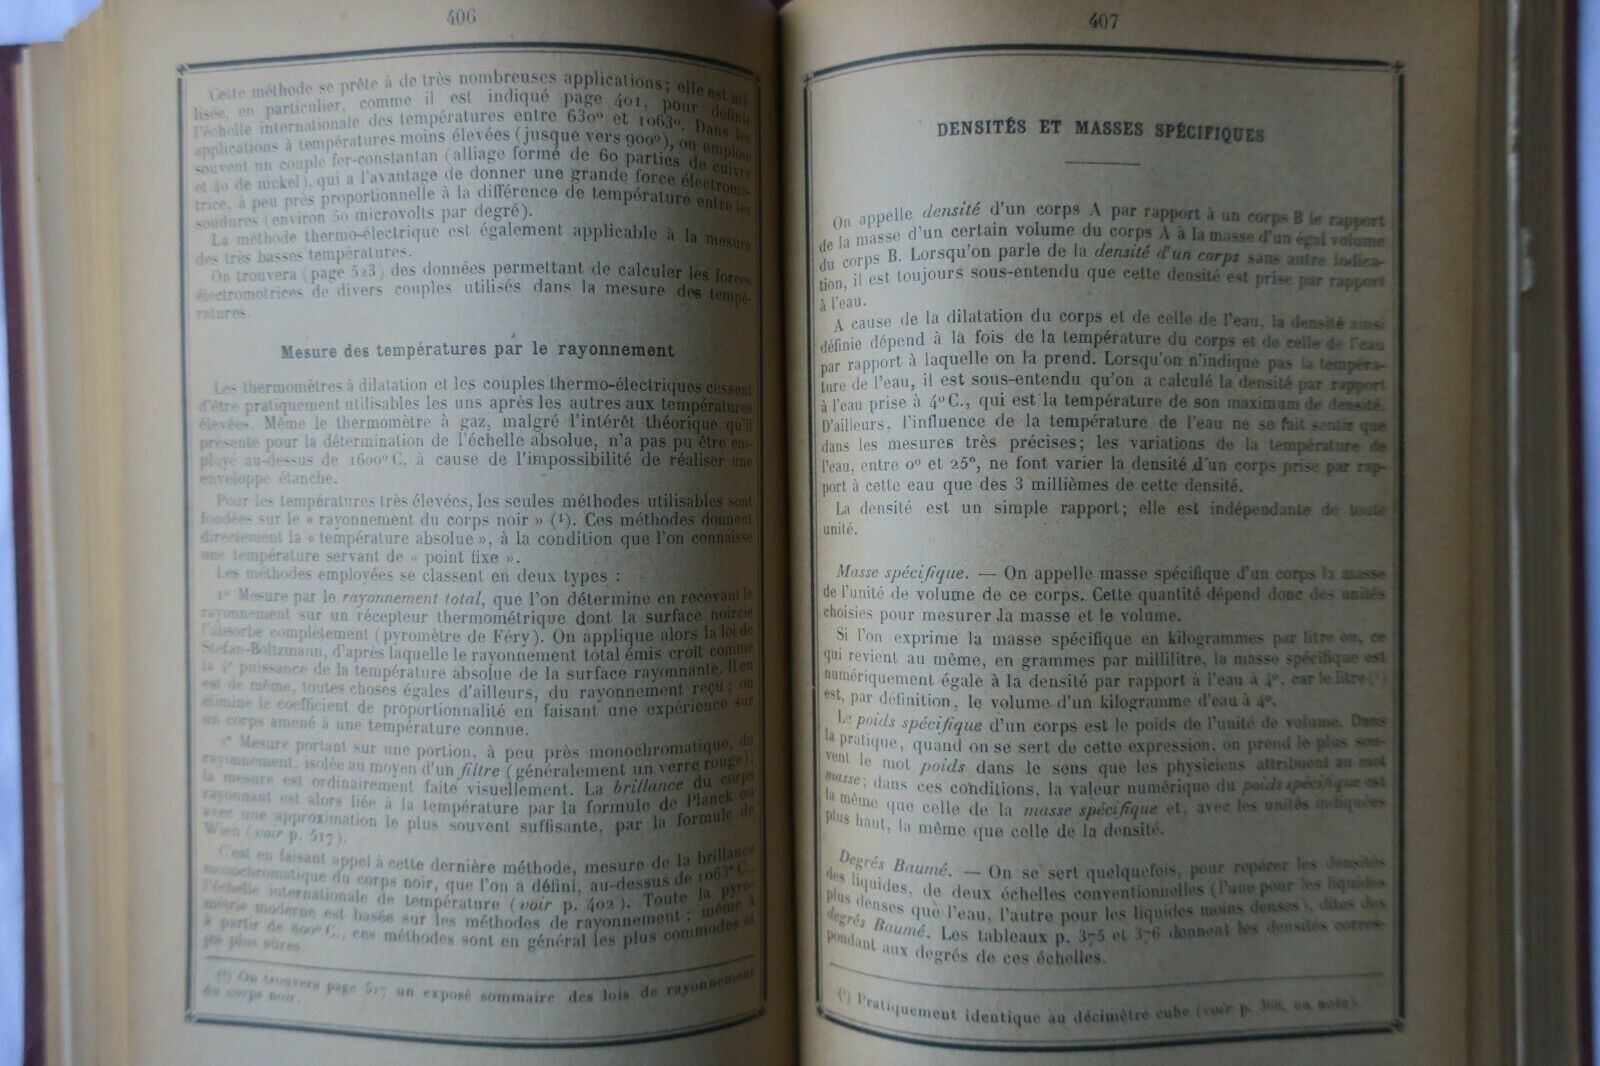 406
Cette méthode se prête à de très nombreuses applications; elle est uti-
lisée, en particulier, comme il est indiqué page 401, pour définir
l'échelle internationale des températures entre 630° et 1063°. Dans les
applications à températures moins élevées (jusque vers 900°), on emploie
souvent un couple fer-constantan (alliage formé de 60 parties de cuivre
et 40 de nickel), qui a l'avantage de donner une grande force électromo-
trice, à peu près proportionnelle à la différence de température entre les
soudures (environ 50 microvolts par degré).
La méthode thermo-électrique est également applicable à la mesure
des très basses températures.
On trouvera (page 523) des données permettant de calculer les forces
électromotrices de divers couples utilisés dans la mesure des tempé-
ratures.
Mesure des températures par le rayonnement
Les thermomètres à dilatation et les couples thermo-électriques cessent
d'être pratiquement utilisables les uns après les autres aux températures
élevées. Même le thermomètre à gaz, malgré l'intérêt théorique qu'il
présente pour la détermination de l'échelle absolue, n'a pas pu être em-
ployé au-dessus de 1600° C. à cause de l'impossibilité de réaliser une
enveloppe étanche.
Pour les températures très élevées, les seules méthodes utilisables sont
fondées sur le « rayonnement du corps noir » (¹). Ces méthodes donnent
directement la « température absolue », à la condition que l'on connaisse
une température servant de « point fixe ».
Les méthodes employées se classent en deux types :
1° Mesure par le rayonnement total, que l'on détermine en recevant le
rayonnement sur un récepteur thermométrique dont la surface noircie
l'absorbe complètement (pyromètre de Féry). On applique alors la loi de
Stefan-Boltzmann, d'après laquelle le rayonnement total émis croît comme
la 4e puissance de la température absolue de la surface rayonnante. Il en
est de même, toutes choses égales d'ailleurs, du rayonnement reçu; on
élimine le coefficient de proportionnalité en faisant une expérience sur
un corps amené à une température connue.
2° Mesure portant sur une portion, à peu près monochromatique, du
rayonnement, isolée au moyen d'un filtre (généralement un verre rouge);
la mesure est ordinairement faite visuellement. La brillance du corps
rayonnant est alors liée à la température par la formule de Planck ou
avec une approximation le plus souvent suffisante, par la formule de
Wien (voir p. 517).
C'est en faisant appel à cette dernière méthode, mesure de la brillance
monochromatique du corps noir, que l'on a défini, au-dessus de 1063° C.,
l'échelle internationale de température (voir p. 402). Toute la pyro-
métrie moderne est basée sur les méthodes de rayonnement; même à
à partir de 800° C., ces méthodes sont en général les plus commodes et
les plus sûres.
(¹) On trouvera page 517 un exposé sommaire des lois de rayonnement
du corps noir.
407
DENSITÉS ET MASSES SPÉCIFIQUES
On appelle densité d'un corps A par rapport à un corps B le rapport
de la masse d'un certain volume du corps A à la masse d'un égal volume
du corps B. Lorsqu'on parle de la densité d'un corps sans autre indica-
tion, il est toujours sous-entendu que cette densité est prise par rapport
à l'eau.
A cause de la dilatation du corps et de celle de l'eau, la densité ainsi
définie dépend à la fois de la température du corps et de celle de l'eau
par rapport à laquelle on la prend. Lorsqu'on n'indique pas la tempéra-
ture de l'eau, il est sous-entendu qu'on a calculé la densité par rapport
à l'eau prise à 4° C., qui est la température de son maximum de densité.
D'ailleurs, l'influence de la température de l'eau ne se fait sentir que
dans les mesures très précises; les variations de la température de
l'eau, entre 0° et 25°, ne font varier la densité d'un corps prise par rap-
port à cette eau que des 3 millièmes de cette densité.
La densité est un simple rapport; elle est indépendante de toute
unité.
Masse spécifique. — On appelle masse spécifique d'un corps la masse
de l'unité de volume de ce corps. Cette quantité dépend donc des unités
choisies pour mesurer la masse et le volume.
Si l'on exprime la masse spécifique en kilogrammes par litre ou, ce
qui revient au même, en grammes par millilitre, la masse spécifique est
numériquement égale à la densité par rapport à l'eau à 4°, car le litre (¹)
est, par définition, le volume d'un kilogramme d'eau à 4°.
Le poids spécifique d'un corps est le poids de l'unité de volume. Dans
la pratique, quand on se sert de cette expression, on prend le plus sou-
vent le mot poids dans le sens que les physiciens attribuent au mot
masse; dans ces conditions, la valeur numérique du poids spécifique est
la même que celle de la masse spécifique et, avec les unités indiquées
plus haut, la même que celle de la densité.
Degrés Baumé. — On se sert quelquefois, pour repérer les densités
des liquides, de deux échelles conventionnelles (l'une pour les liquides
plus denses que l'eau, l'autre pour les liquides moins denses), dites des
degrés Baumé. Les tableaux p. 375 et 376 donnent les densités corres-
pondant aux degrés de ces échelles.
(¹) Pratiquement identique au décimètre cube (voir p. 366, en note).